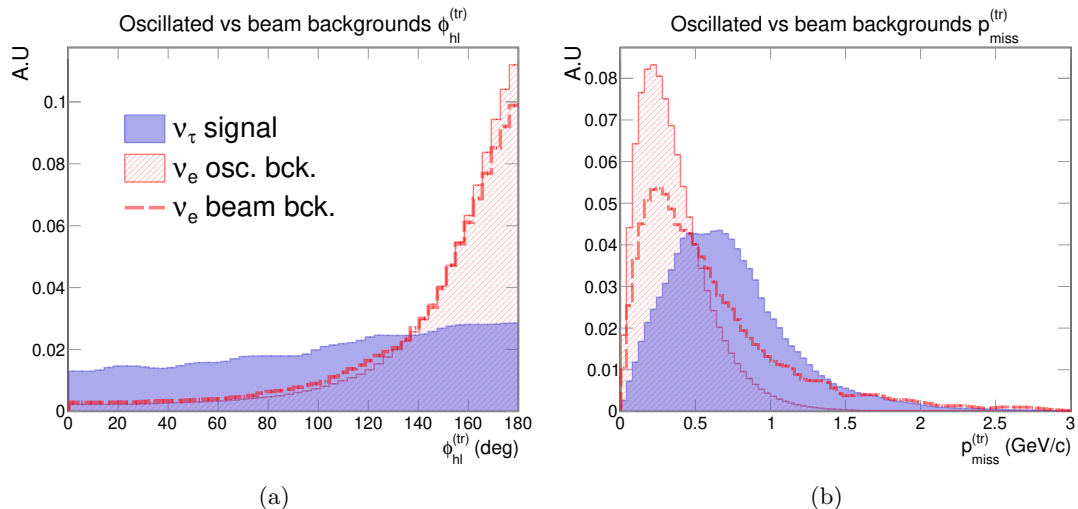 Oscillated vs beam backgrounds ϕ_hl^(tr)
A.U
0.1
0.08
0.06
0.04
0.02
0
ν_τ signal
ν_e osc. bck.
ν_e beam bck.
0 20 40 60 80 100 120 140 160 180
ϕ_hl^(tr) (deg)
(a)
Oscillated vs beam backgrounds p_miss^(tr)
A.U
0.08
0.07
0.06
0.05
0.04
0.03
0.02
0.01
0
0 0.5 1 1.5 2 2.5 3
p_miss^(tr) (GeV/c)
(b)